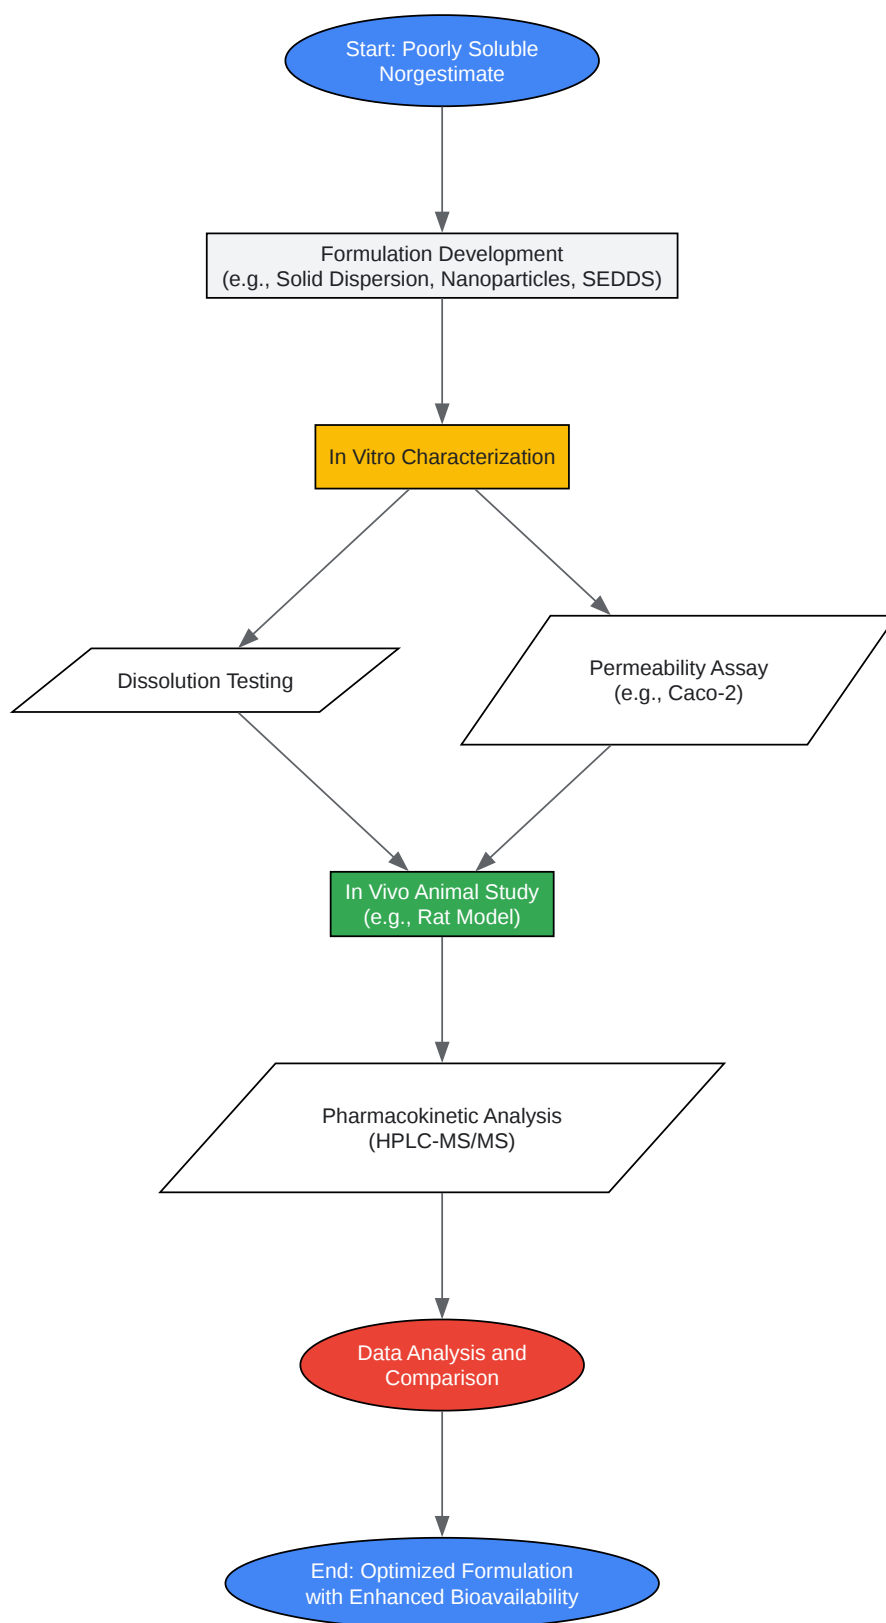 Start: Poorly Soluble
Norgestimate
Formulation Development
(e.g., Solid Dispersion, Nanoparticles, SEDDS)
In Vitro Characterization
Dissolution Testing
Permeability Assay
(e.g., Caco-2)
In Vivo Animal Study
(e.g., Rat Model)
Pharmacokinetic Analysis
(HPLC-MS/MS)
Data Analysis and
Comparison
End: Optimized Formulation
with Enhanced Bioavailability